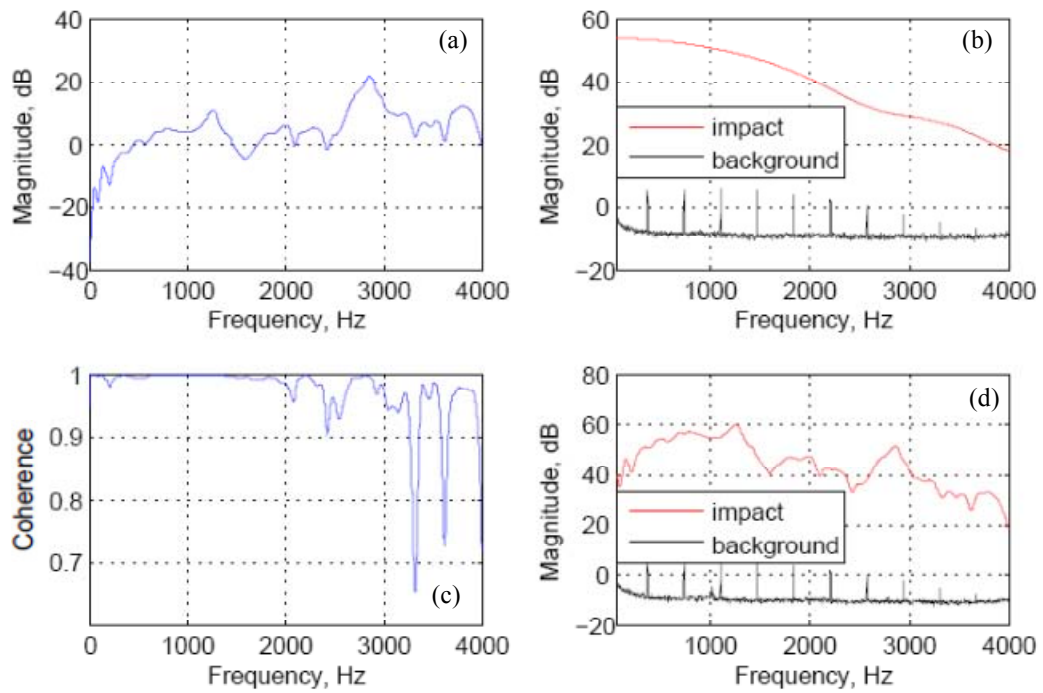 40
20
0
−20
−40
0
1000
2000
3000
4000
Magnitude, dB
Frequency, Hz
(a)
60
40
20
0
−20
1000
2000
3000
4000
Magnitude, dB
Frequency, Hz
(b)
impact
background
1
0.9
0.8
0.7
0
1000
2000
3000
4000
Coherence
Frequency, Hz
(c)
80
60
40
20
0
−20
1000
2000
3000
4000
Magnitude, dB
Frequency, Hz
(d)
impact
background